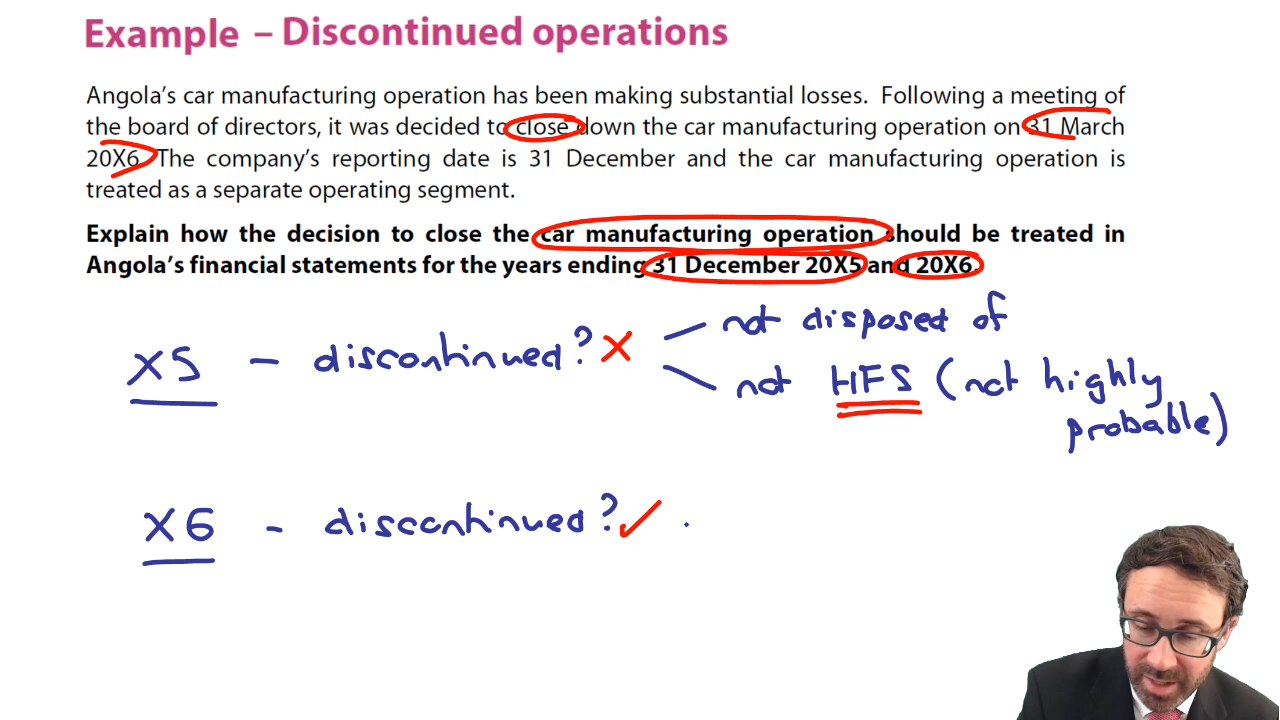 Example – Discontinued operations
Angola's car manufacturing operation has been making substantial losses. Following a meeting of
the board of directors, it was decided to close down the car manufacturing operation on 31 March
20X6. The company's reporting date is 31 December and the car manufacturing operation is
treated as a separate operating segment.
Explain how the decision to close the car manufacturing operation should be treated in
Angola's financial statements for the years ending 31 December 20X5 and 20X6.
X5 – discontinued? X not disposed of
not HFS (not highly
probable)
X6 – discontinued? ✓